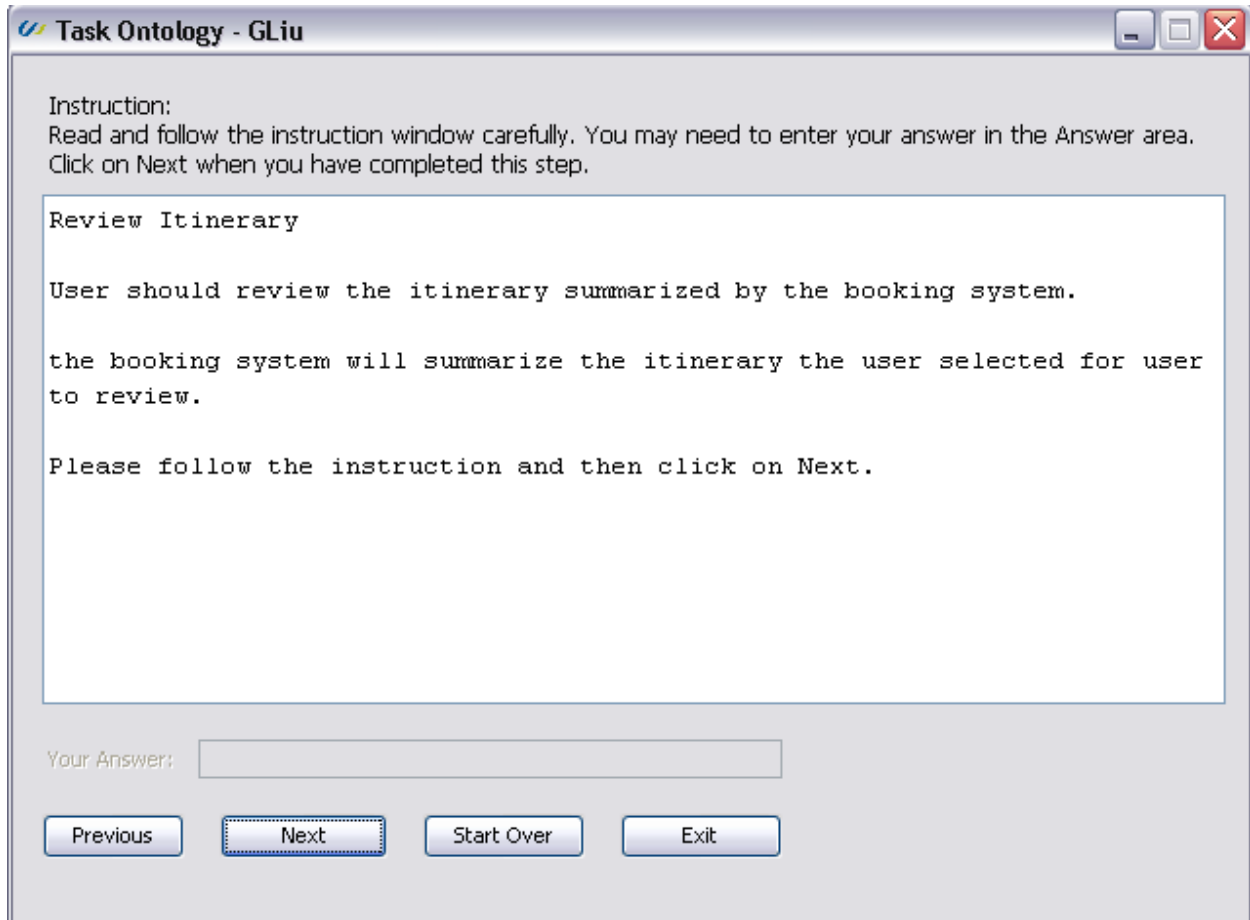 Task Ontology - GLiu
Instruction:
Read and follow the instruction window carefully. You may need to enter your answer in the Answer area.
Click on Next when you have completed this step.
Review Itinerary
User should review the itinerary summarized by the booking system.
the booking system will summarize the itinerary the user selected for user
to review.
Please follow the instruction and then click on Next.
Your Answer:
Previous Next Start Over Exit